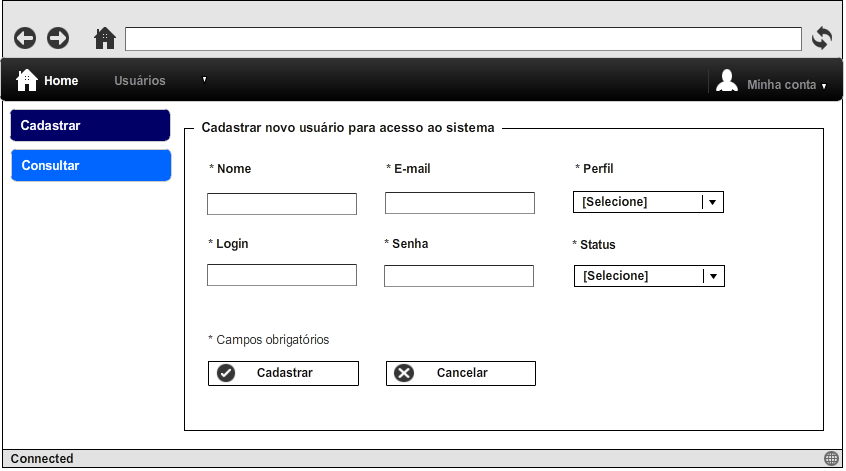 Home Usuários Minha conta
Cadastrar
Consultar
Cadastrar novo usuário para acesso ao sistema
* Nome * E-mail * Perfil
[Selecione]
* Login * Senha * Status
[Selecione]
* Campos obrigatórios
Cadastrar Cancelar
Connected